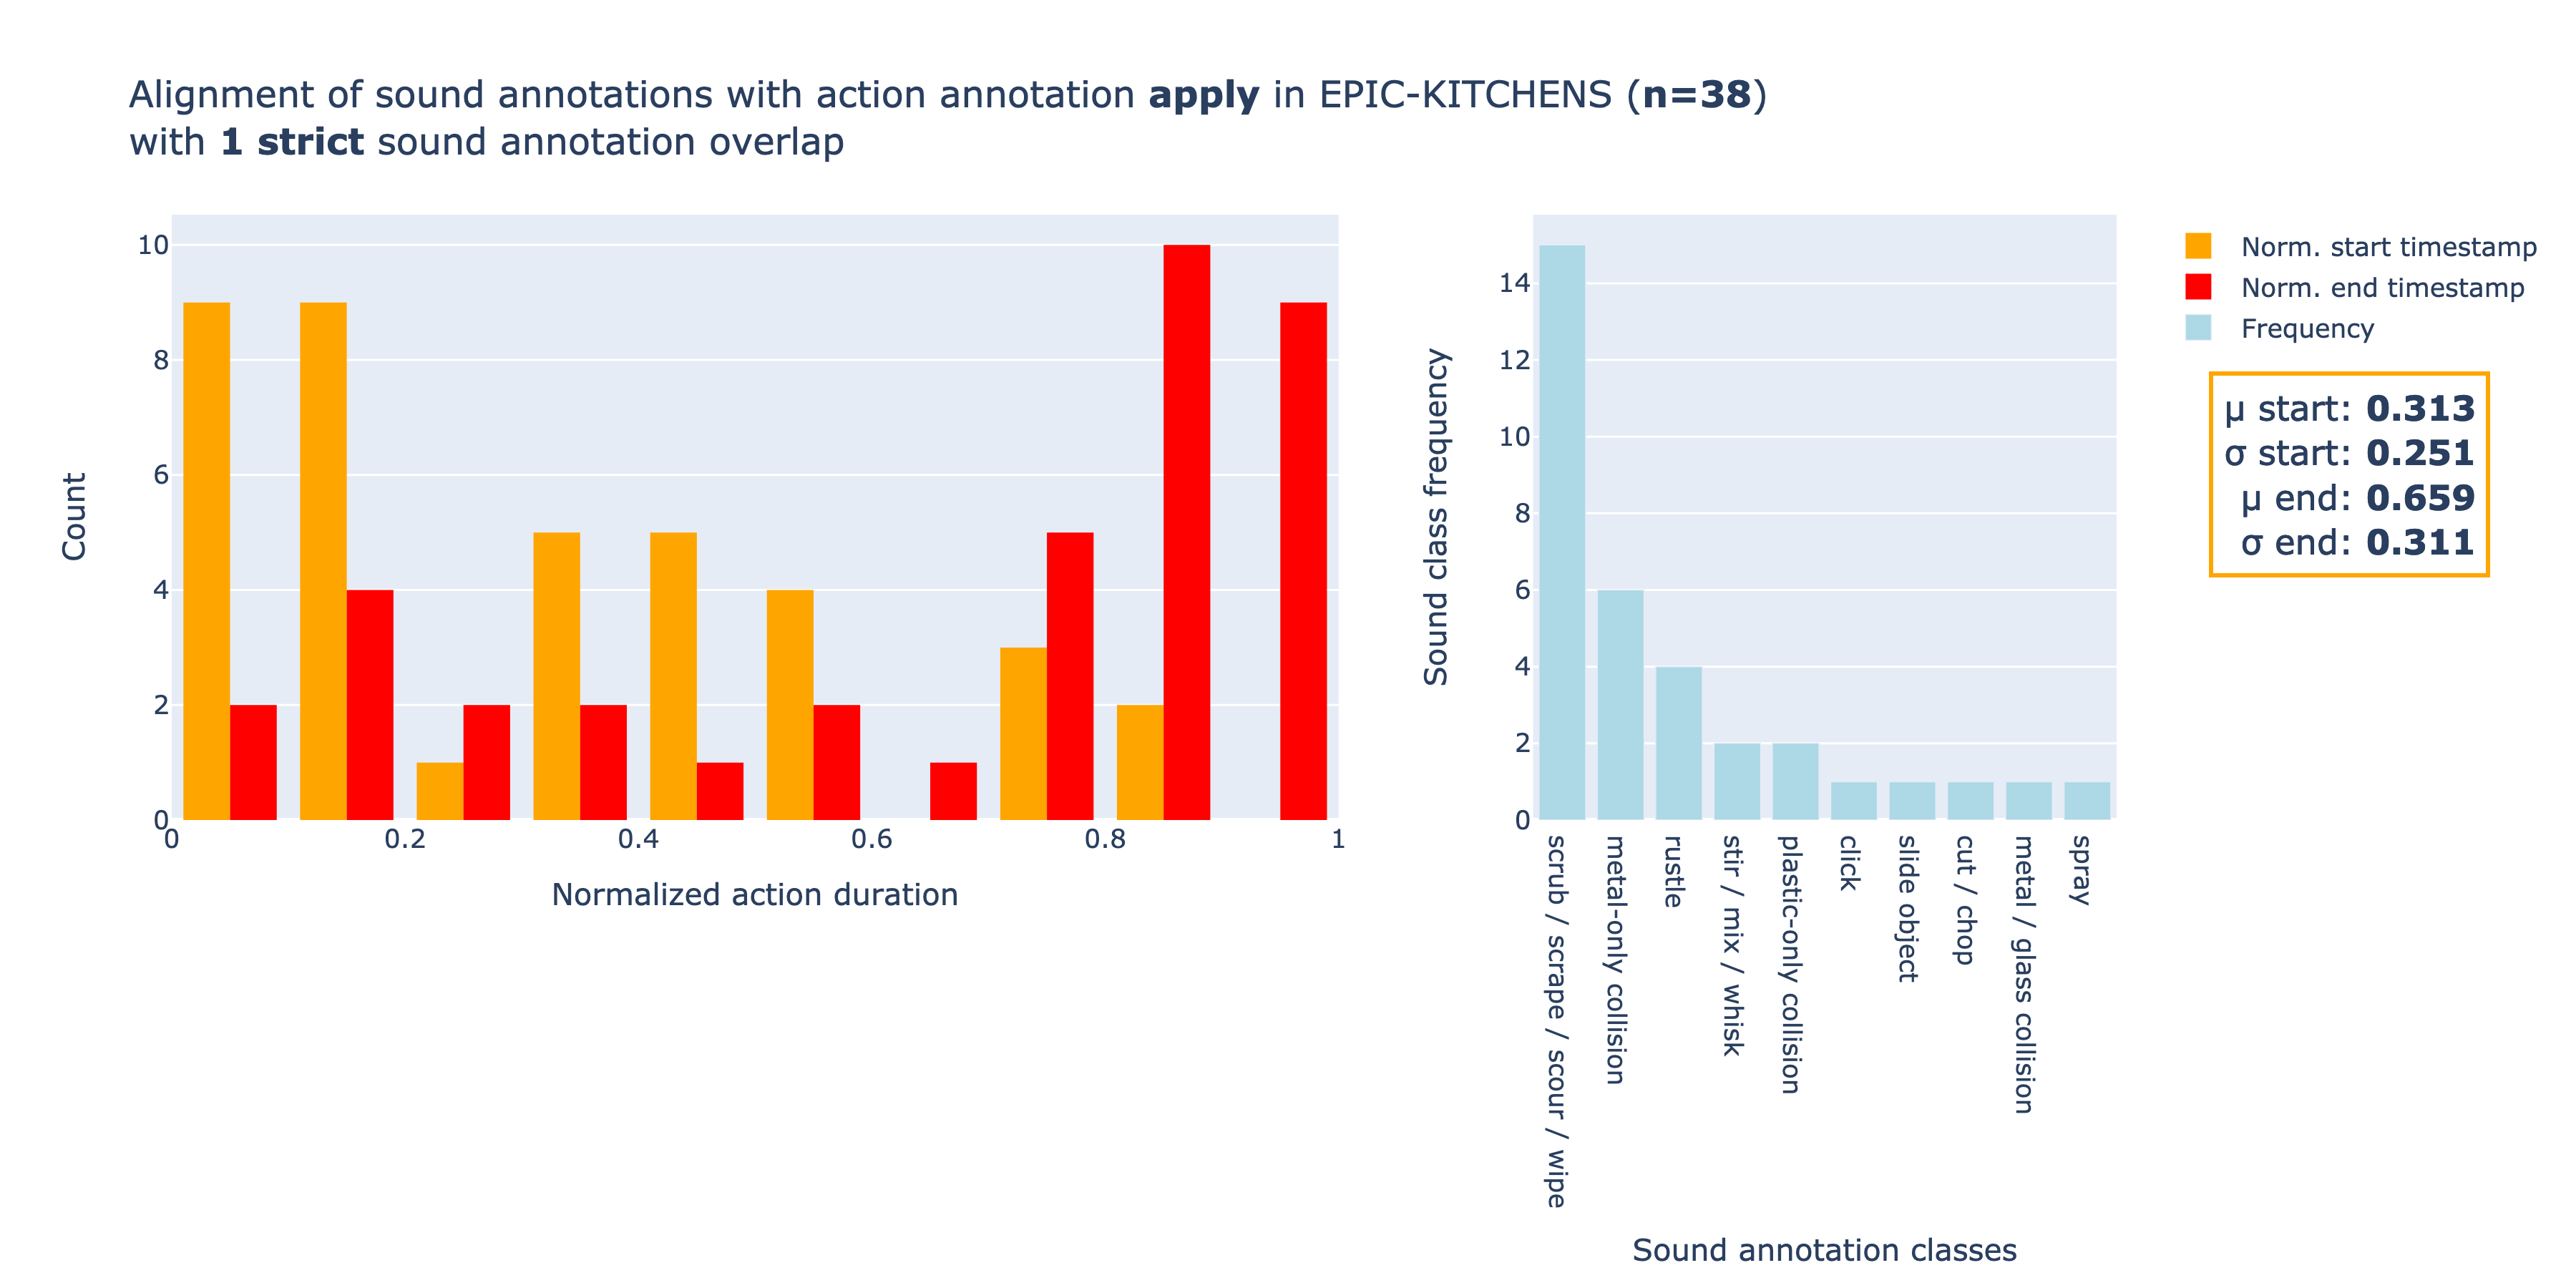 Alignment of sound annotations with action annotation apply in EPIC-KITCHENS (n=38)
with 1 strict sound annotation overlap
Count
10
8
6
4
2
0
0
0.2
0.4
0.6
0.8
1
Normalized action duration
Sound class frequency
14
12
10
8
6
4
2
0
scrub / scrape / scour / wipe
metal-only collision
rustle
stir / mix / whisk
plastic-only collision
click
slide object
cut / chop
metal / glass collision
spray
Sound annotation classes
Norm. start timestamp
Norm. end timestamp
Frequency
μ start: 0.313
σ start: 0.251
μ end: 0.659
σ end: 0.311